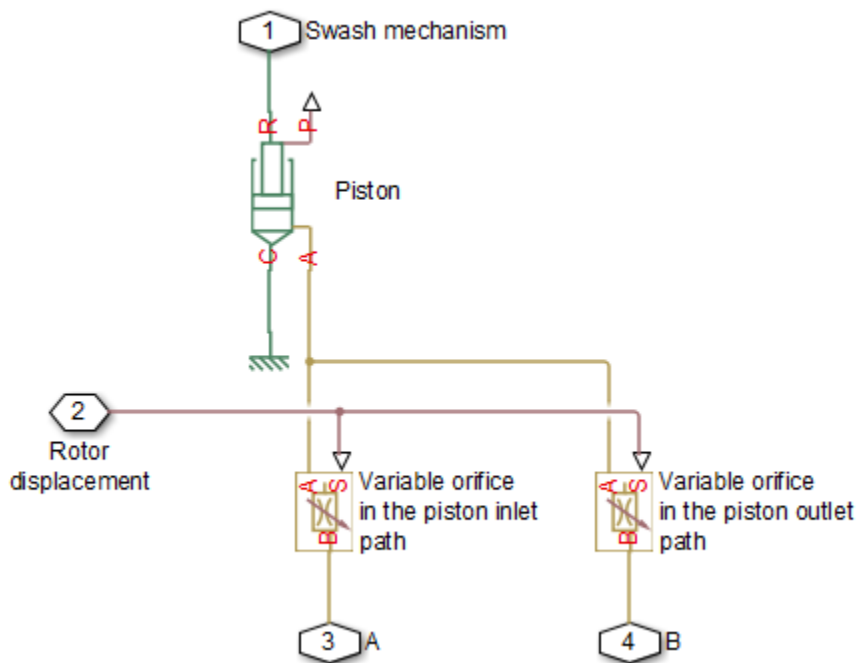 1 Swash mechanism
R P
Piston
C A
2
Rotor
displacement
A S Variable orifice
in the piston inlet
B path
A S Variable orifice
in the piston outlet
B path
3 A
4 B